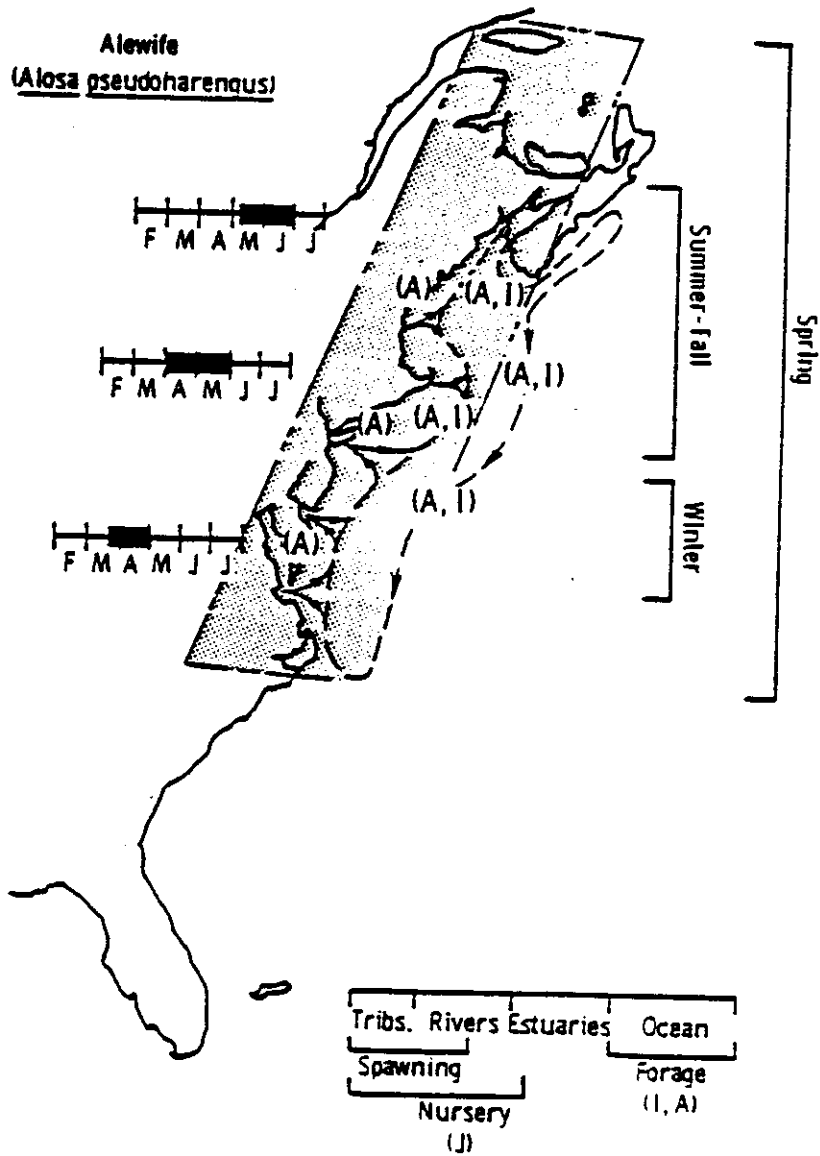 Alewife
(Alosa pseudoharengus)
F M A M J J
(A) (A, I)
Summer-Fall
Spring
F M A M J J
(A, I)
(A) (A, I)
(A, I)
Winter
F M A M J J
(A)
Tribs. Rivers Estuaries Ocean
Spawning Forage
(I, A)
Nursery
(J)